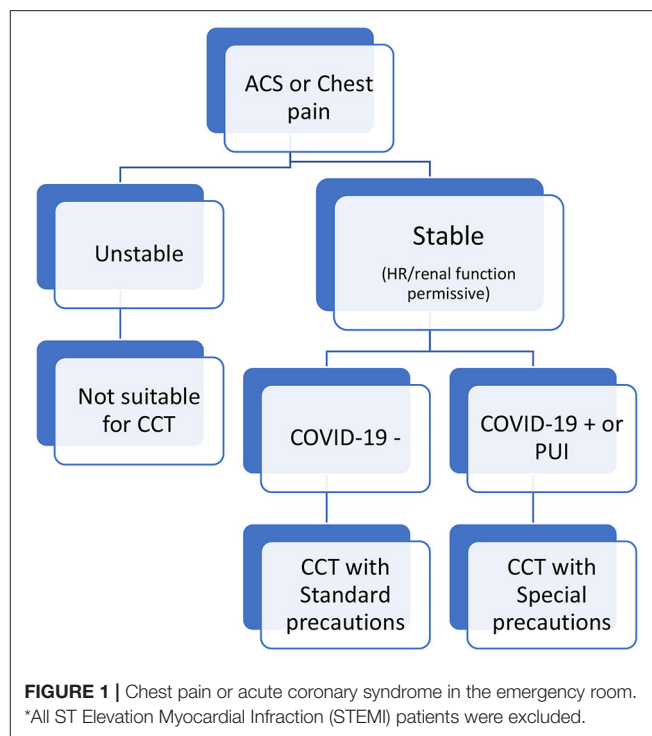 ACS or Chest
pain
Unstable
Stable
(HR/renal function
permissive)
Not suitable
for CCT
COVID-19 -
COVID-19 + or
PUI
CCT with
Standard
precautions
CCT with
Special
precautions
FIGURE 1 | Chest pain or acute coronary syndrome in the emergency room.
*All ST Elevation Myocardial Infraction (STEMI) patients were excluded.